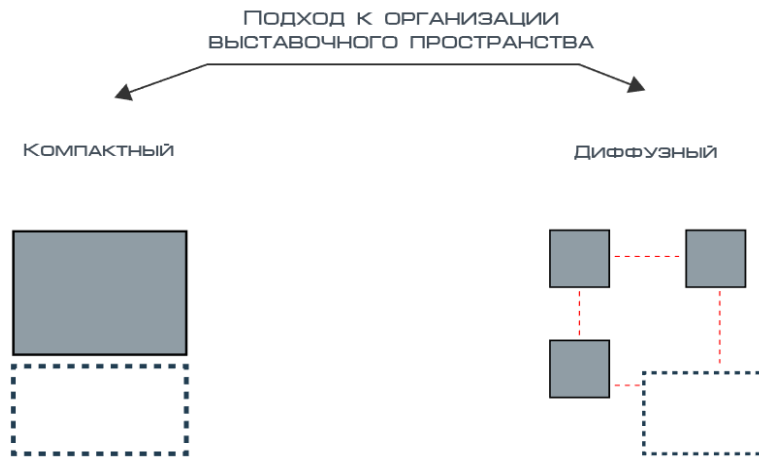 Подход к организации
выставочного пространства
Компактный
Диффузный